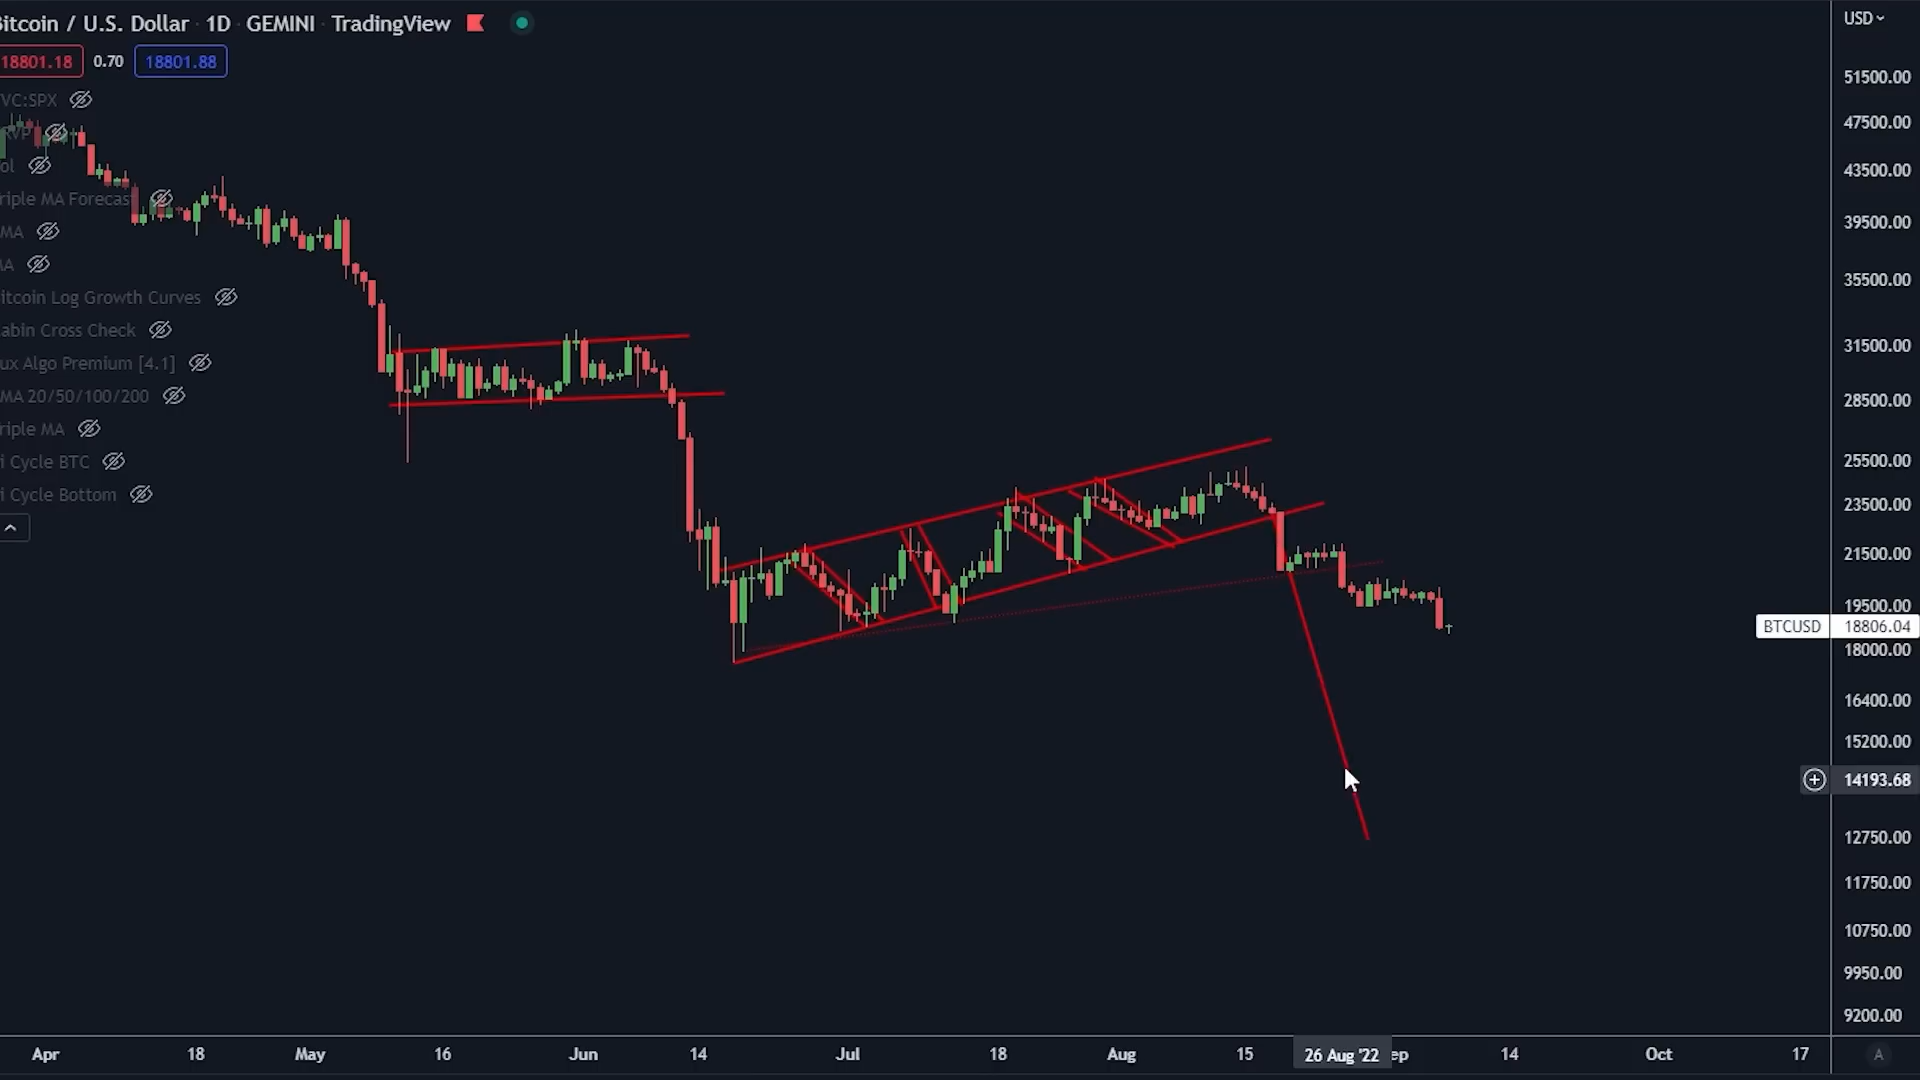 Bitcoin / U.S. Dollar · 1D · GEMINI · TradingView
18801.18 0.70 18801.88
VC:SPX
RVP
ol
riple MA Forecast
MA
MA
itcoin Log Growth Curves
abin Cross Check
ux Algo Premium [4.1]
MA 20/50/100/200
riple MA
i Cycle BTC
i Cycle Bottom
USD
51500.00
47500.00
43500.00
39500.00
35500.00
31500.00
28500.00
25500.00
23500.00
21500.00
19500.00
BTCUSD 18806.04
18000.00
16400.00
15200.00
14193.68
12750.00
11750.00
10750.00
9950.00
9200.00
Apr 18 May 16 Jun 14 Jul 18 Aug 15 26 Aug '22 ep 14 Oct 17 A